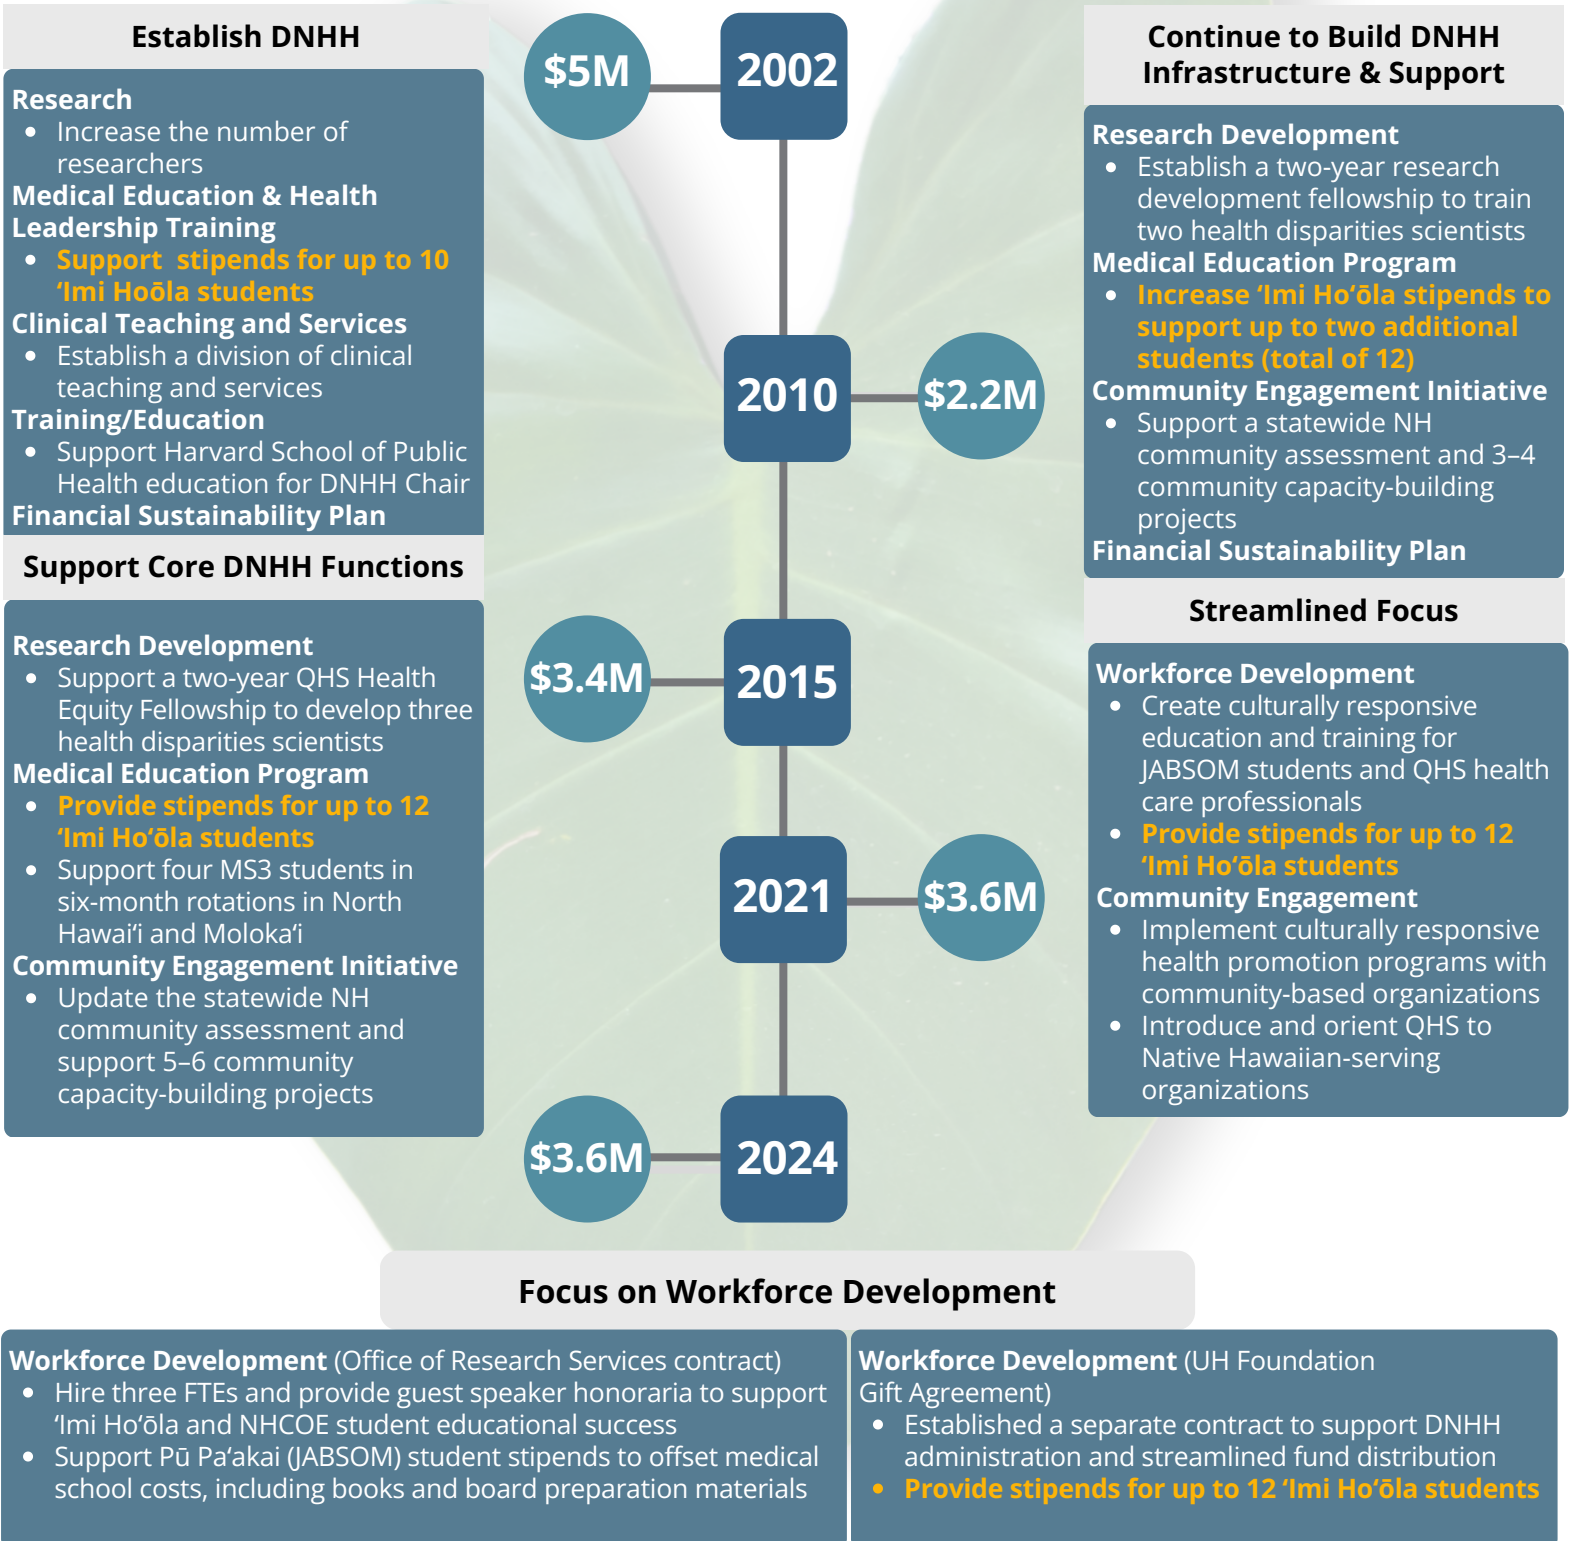 Establish DNHH
Research
• Increase the number of
researchers
Medical Education & Health
Leadership Training
• Support  stipends for up to 10
ʻImi Hoōla students
Clinical Teaching and Services
• Establish a division of clinical
teaching and services
Training/Education
• Support Harvard School of Public
Health education for DNHH Chair
Financial Sustainability Plan
$5M
2002
Continue to Build DNHH
Infrastructure & Support
Research Development
• Establish a two-year research
development fellowship to train
two health disparities scientists
Medical Education Program
• Increase ʻImi Hoʻōla stipends to
support up to two additional
students (total of 12)
Community Engagement Initiative
• Support a statewide NH
community assessment and 3–4
community capacity-building
projects
Financial Sustainability Plan
2010
$2.2M
Support Core DNHH Functions
Research Development
• Support a two-year QHS Health
Equity Fellowship to develop three
health disparities scientists
Medical Education Program
• Provide stipends for up to 12
ʻImi Hoʻōla students
• Support four MS3 students in
six-month rotations in North
Hawaiʻi and Molokaʻi
Community Engagement Initiative
• Update the statewide NH
community assessment and
support 5–6 community
capacity-building projects
$3.4M
2015
Streamlined Focus
Workforce Development
• Create culturally responsive
education and training for
JABSOM students and QHS health
care professionals
• Provide stipends for up to 12
ʻImi Hoʻōla students
Community Engagement
• Implement culturally responsive
health promotion programs with
community-based organizations
• Introduce and orient QHS to
Native Hawaiian-serving
organizations
2021
$3.6M
$3.6M
2024
Focus on Workforce Development
Workforce Development (Office of Research Services contract)
• Hire three FTEs and provide guest speaker honoraria to support
ʻImi Hoʻōla and NHCOE student educational success
• Support Pū Paʻakai (JABSOM) student stipends to offset medical
school costs, including books and board preparation materials
Workforce Development (UH Foundation
Gift Agreement)
• Established a separate contract to support DNHH
administration and streamlined fund distribution
• Provide stipends for up to 12 ʻImi Hoʻōla students